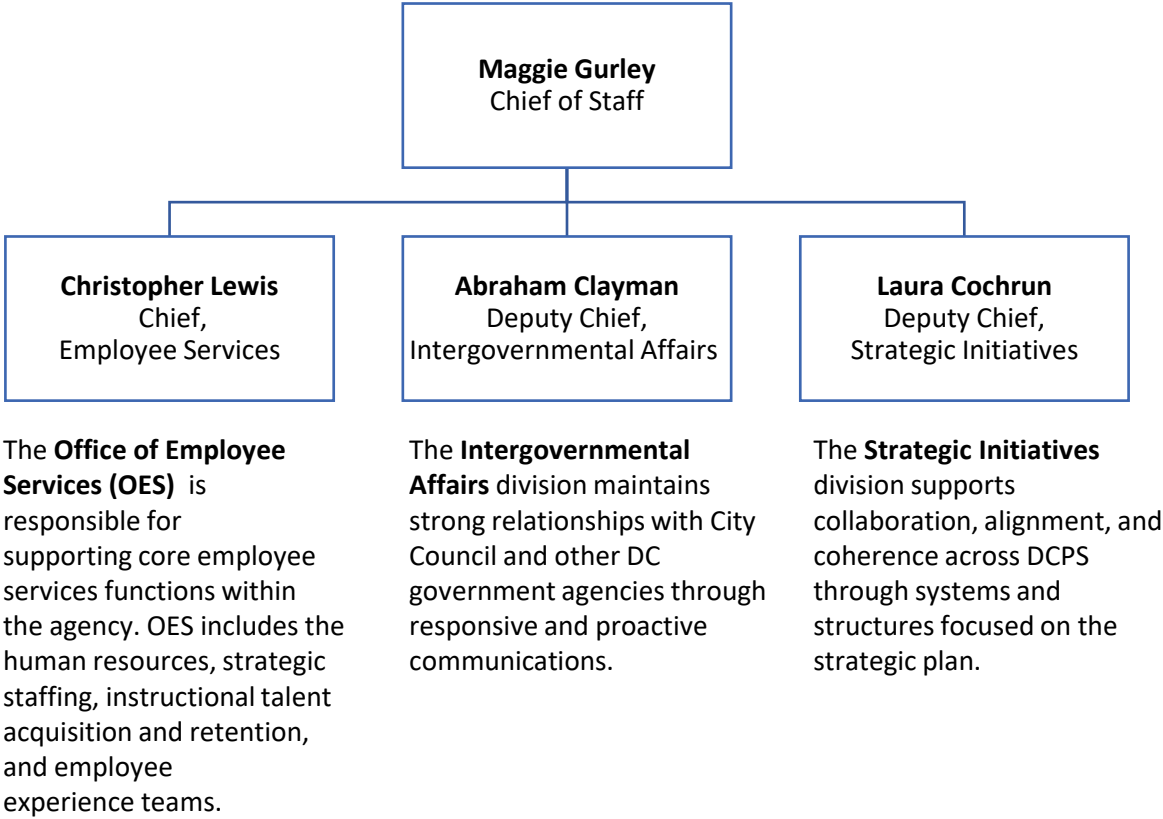 Maggie Gurley
Chief of Staff
Christopher Lewis
Chief,
Employee Services
Abraham Clayman
Deputy Chief,
Intergovernmental Affairs
Laura Cochrun
Deputy Chief,
Strategic Initiatives
The Office of Employee
Services (OES) is
responsible for
supporting core employee
services functions within
the agency. OES includes the
human resources, strategic
staffing, instructional talent
acquisition and retention,
and employee
experience teams.
The Intergovernmental
Affairs division maintains
strong relationships with City
Council and other DC
government agencies through
responsive and proactive
communications.
The Strategic Initiatives
division supports
collaboration, alignment, and
coherence across DCPS
through systems and
structures focused on the
strategic plan.